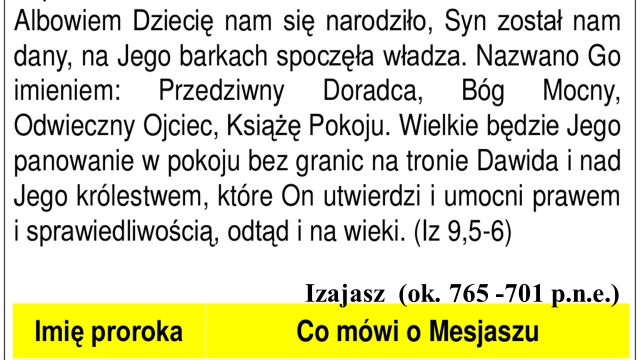 Albowiem Dziecię nam się narodziło, Syn został nam
dany, na Jego barkach spoczęła władza. Nazwano Go
imieniem: Przedziwny Doradca, Bóg Mocny,
Odwieczny Ojciec, Książę Pokoju. Wielkie będzie Jego
panowanie w pokoju bez granic na tronie Dawida i nad
Jego królestwem, które On utwierdzi i umocni prawem
i sprawiedliwością, odtąd i na wieki. (Iz 9,5-6)
Izajasz (ok. 765 -701 p.n.e.)
Imię proroka Co mówi o Mesjaszu